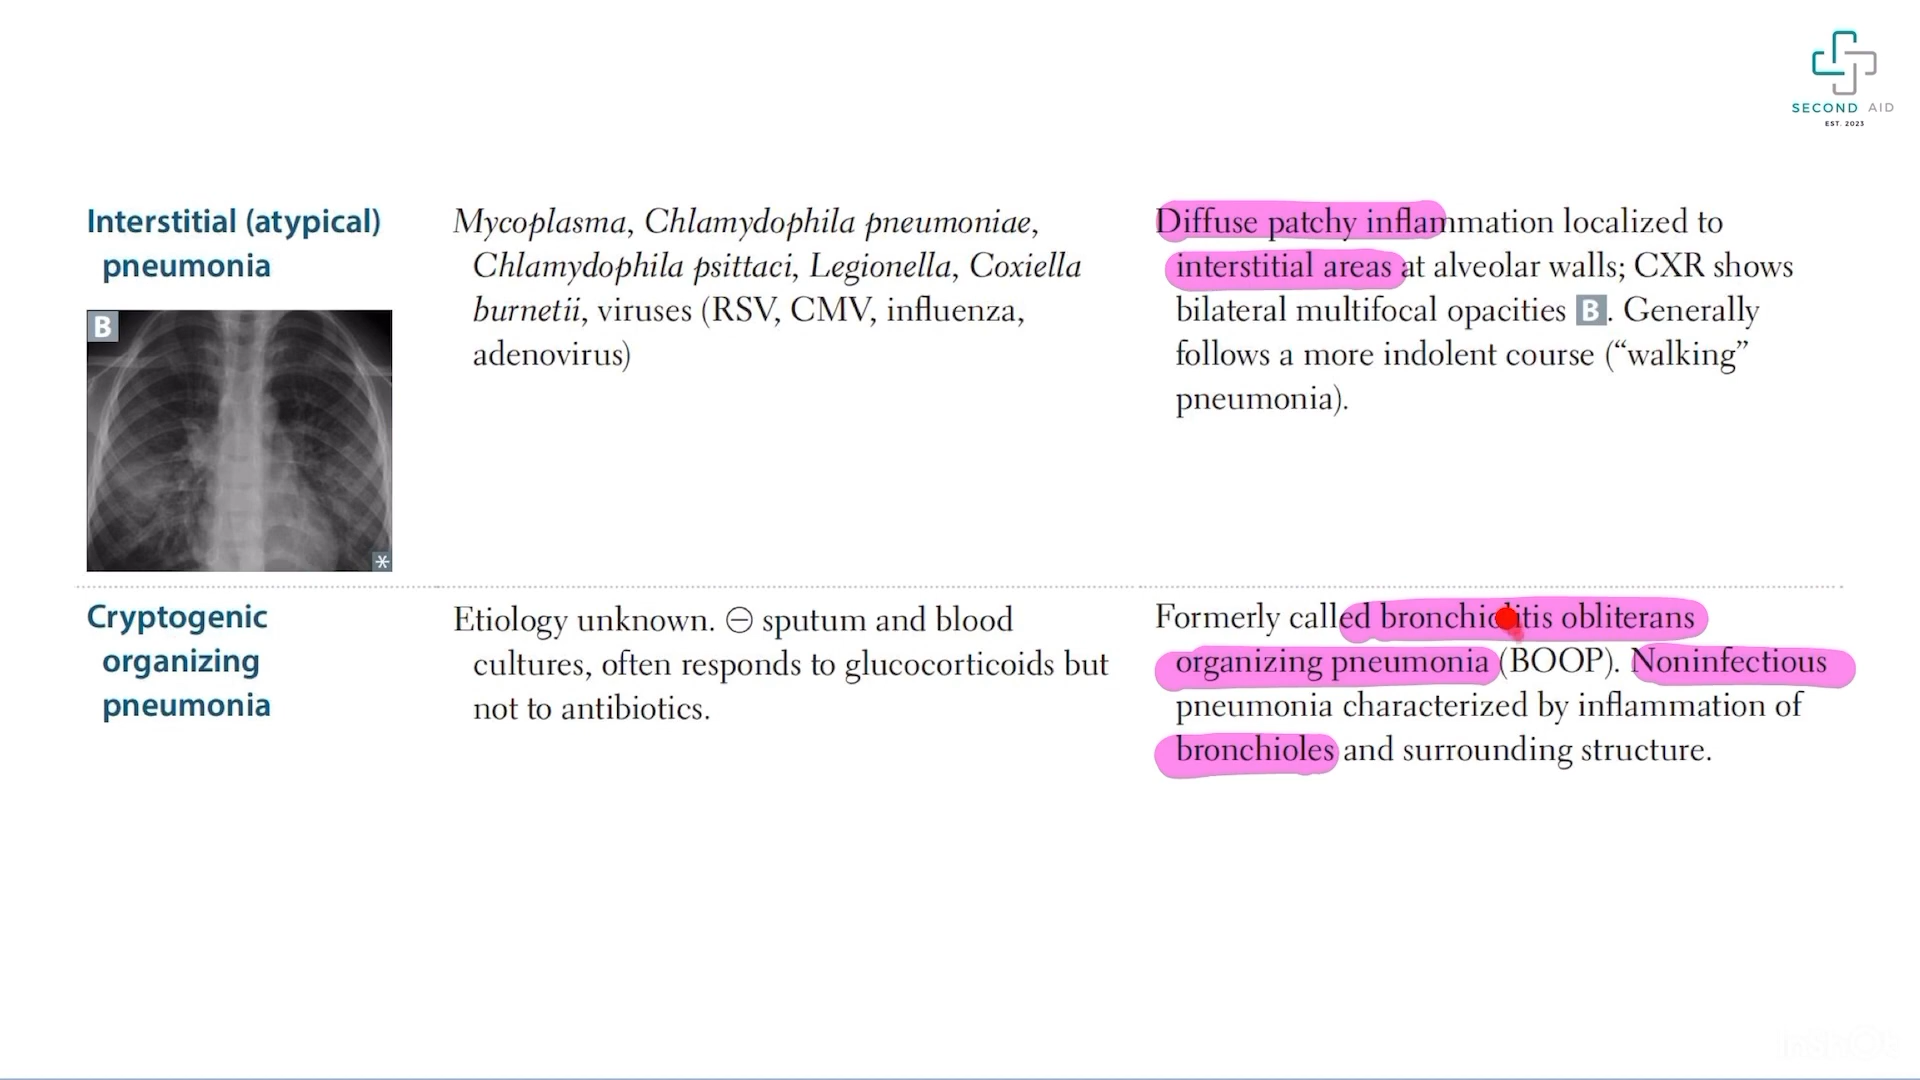 SECOND AID
EST. 2023
Interstitial (atypical)
pneumonia
B
*
Mycoplasma, Chlamydophila pneumoniae,
Chlamydophila psittaci, Legionella, Coxiella
burnetii, viruses (RSV, CMV, influenza,
adenovirus)
Diffuse patchy inflammation localized to
interstitial areas at alveolar walls; CXR shows
bilateral multifocal opacities B. Generally
follows a more indolent course (“walking”
pneumonia).
Cryptogenic
organizing
pneumonia
Etiology unknown. ⊖ sputum and blood
cultures, often responds to glucocorticoids but
not to antibiotics.
Formerly called bronchiolitis obliterans
organizing pneumonia (BOOP). Noninfectious
pneumonia characterized by inflammation of
bronchioles and surrounding structure.